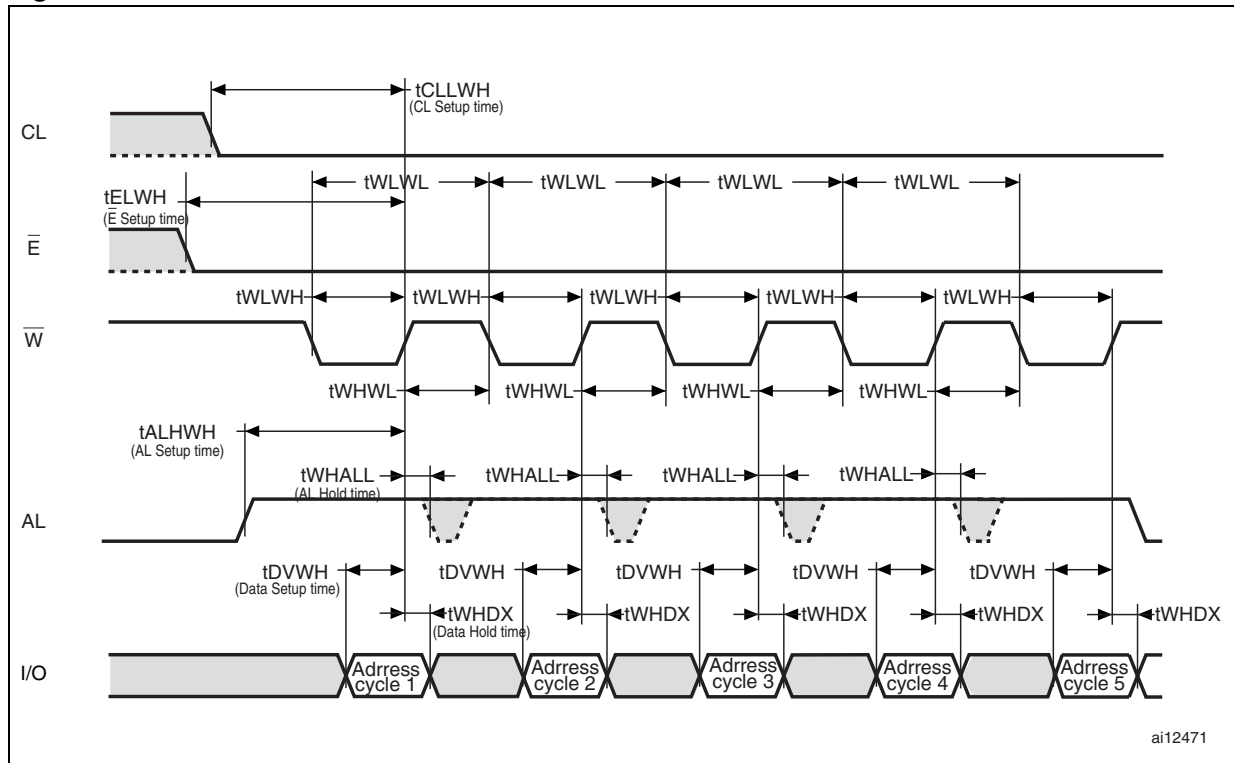 tCLLWH
(CL Setup time)
CL
tWLWL tWLWL tWLWL tWLWL
tELWH
(E Setup time)
E
tWLWH tWLWH tWLWH tWLWH tWLWH
W
tWHWL tWHWL tWHWL tWHWL
tALHWH
(AL Setup time)
tWHALL tWHALL tWHALL tWHALL
(AL Hold time)
AL
tDVWH tDVWH tDVWH tDVWH tDVWH
(Data Setup time)
tWHDX tWHDX tWHDX tWHDX tWHDX
(Data Hold time)
I/O
Adrress Adrress Adrress Adrress Adrress
cycle 1 cycle 2 cycle 3 cycle 4 cycle 5
ai12471